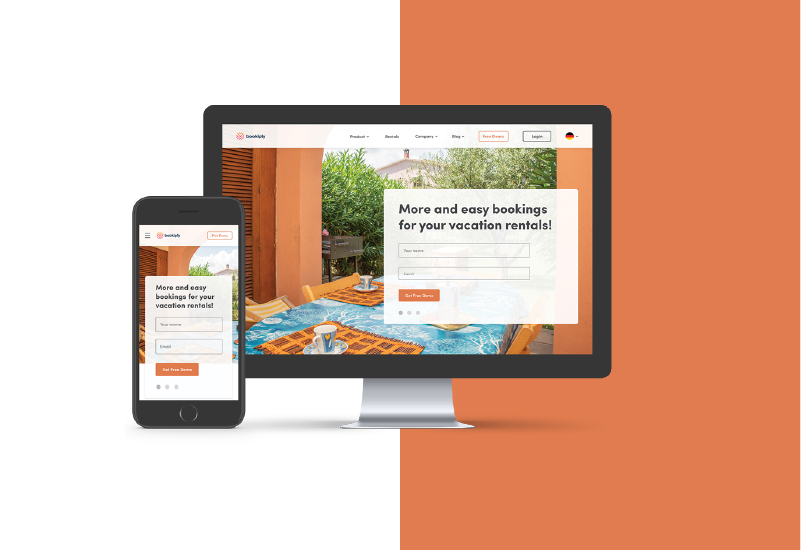 bookiply
Product
Rentals
Company
Blog
Free Demo
Login
More and easy bookings
for your vacation rentals!
Your name
Email
Get Free Demo
bookiply
Free Demo
More and easy
bookings for your
vacation rentals!
Your name
Email
Get Free Demo